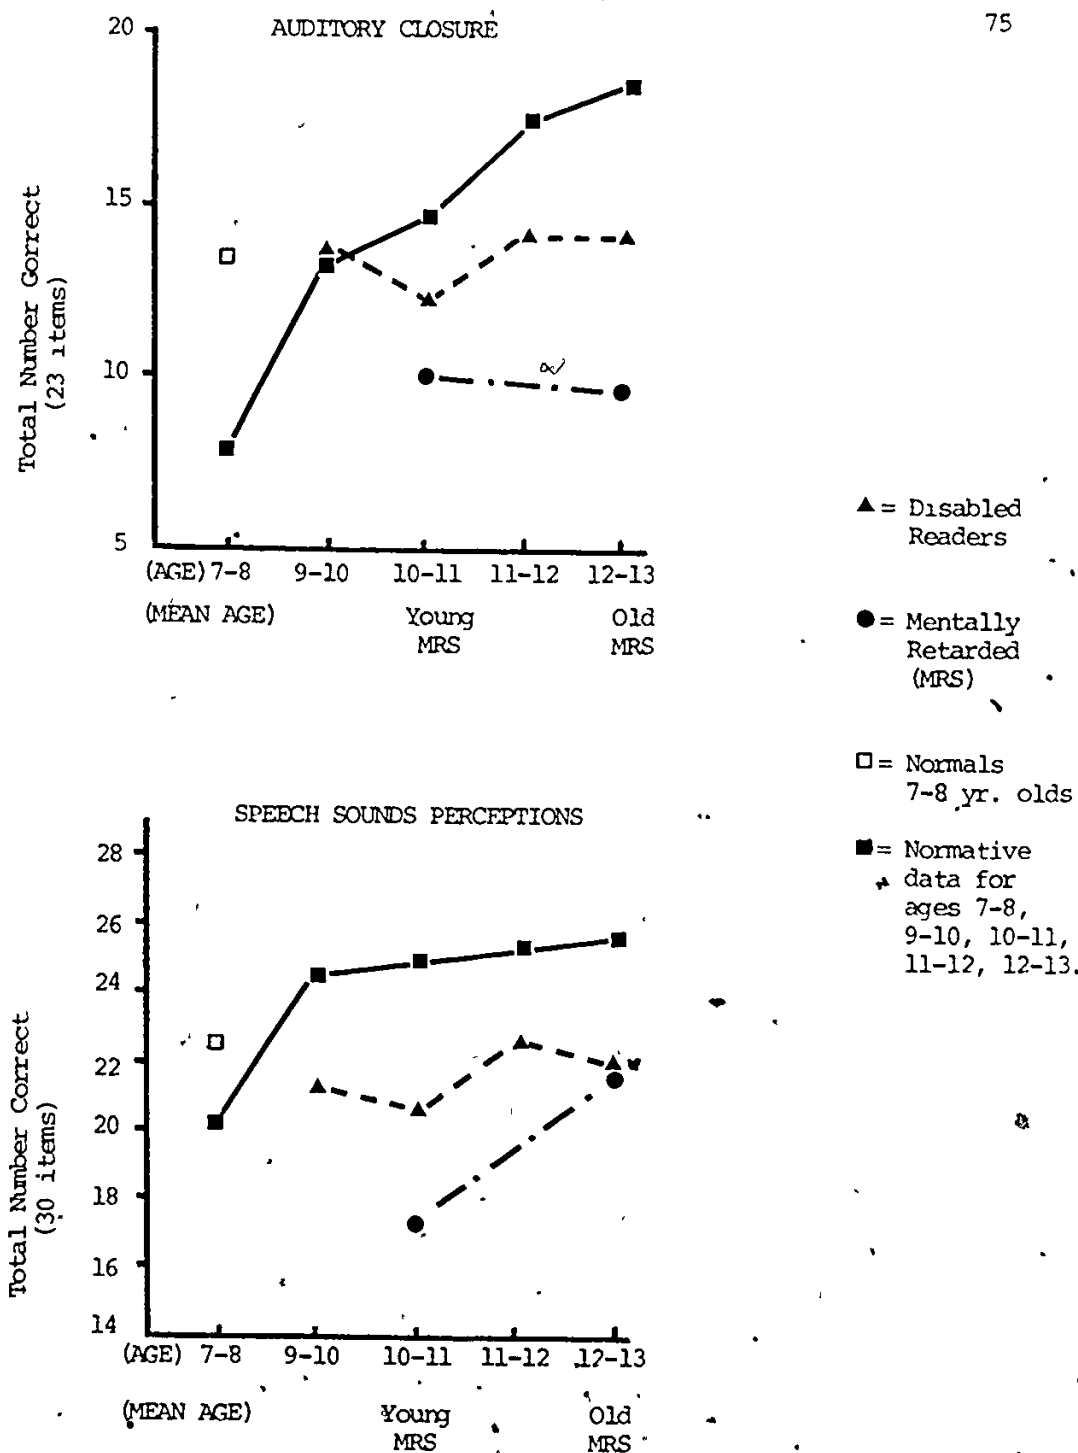 75
AUDITORY CLOSURE
20
15
10
5
Total Number Gorrect
(23 items)
(AGE) 7-8 9-10 10-11 11-12 12-13
(MEAN AGE) Young Old
MRS MRS
▲ = Disabled
Readers
● = Mentally
Retarded
(MRS)
□ = Normals
7-8 yr. olds
■ = Normative
data for
ages 7-8,
9-10, 10-11,
11-12, 12-13.
SPEECH SOUNDS PERCEPTIONS
28
26
24
22
20
18
16
14
Total Number Correct
(30 items)
(AGE) 7-8 9-10 10-11 11-12 12-13
(MEAN AGE) Young Old
MRS MRS